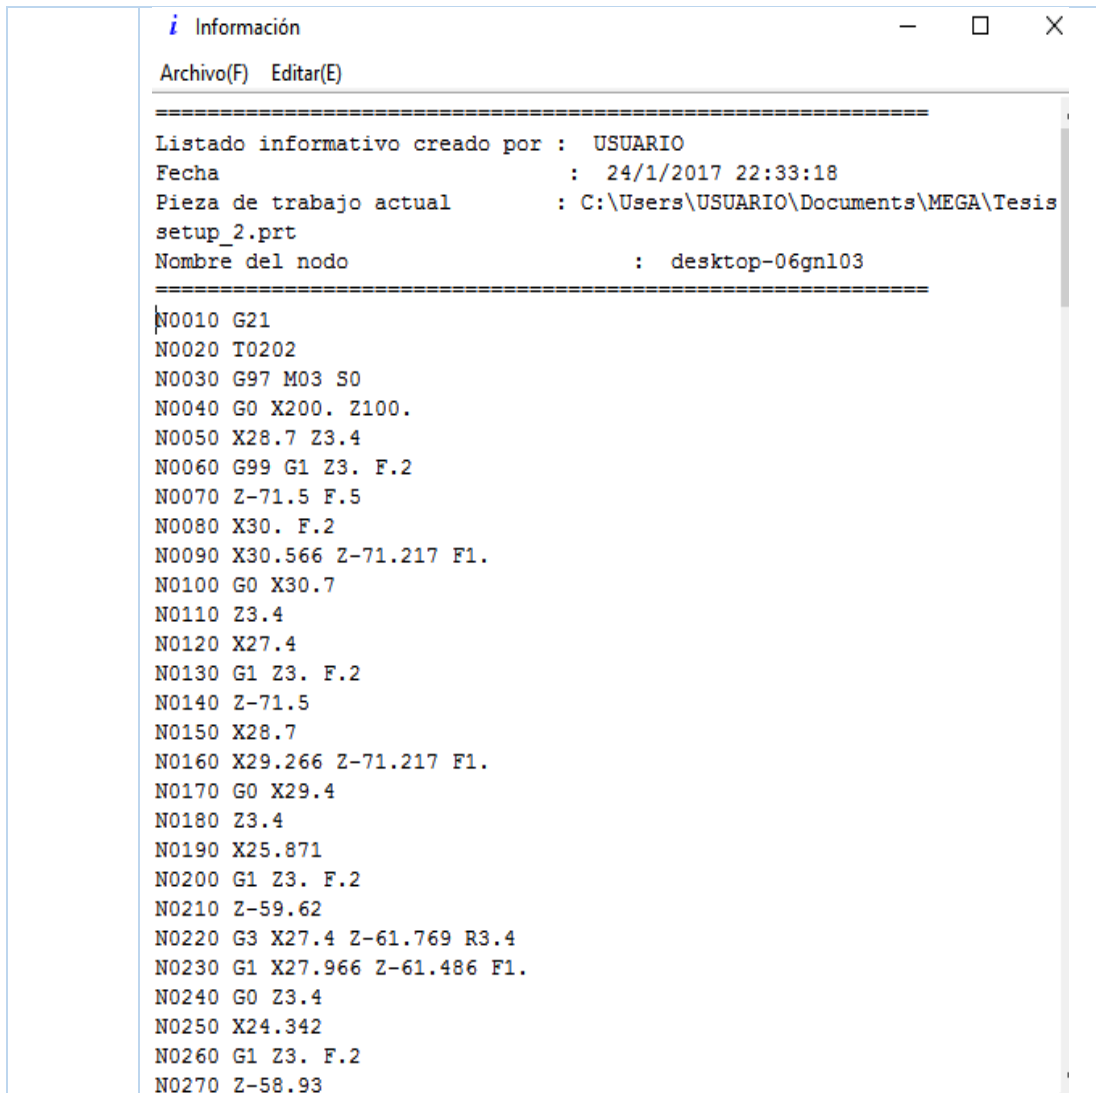 i Información
Archivo(F) Editar(E)
============================================================
Listado informativo creado por : USUARIO
Fecha : 24/1/2017 22:33:18
Pieza de trabajo actual : C:\Users\USUARIO\Documents\MEGA\Tesis
setup_2.prt
Nombre del nodo : desktop-06gnl03
============================================================
N0010 G21
N0020 T0202
N0030 G97 M03 S0
N0040 G0 X200. Z100.
N0050 X28.7 Z3.4
N0060 G99 G1 Z3. F.2
N0070 Z-71.5 F.5
N0080 X30. F.2
N0090 X30.566 Z-71.217 F1.
N0100 G0 X30.7
N0110 Z3.4
N0120 X27.4
N0130 G1 Z3. F.2
N0140 Z-71.5
N0150 X28.7
N0160 X29.266 Z-71.217 F1.
N0170 G0 X29.4
N0180 Z3.4
N0190 X25.871
N0200 G1 Z3. F.2
N0210 Z-59.62
N0220 G3 X27.4 Z-61.769 R3.4
N0230 G1 X27.966 Z-61.486 F1.
N0240 G0 Z3.4
N0250 X24.342
N0260 G1 Z3. F.2
N0270 Z-58.93